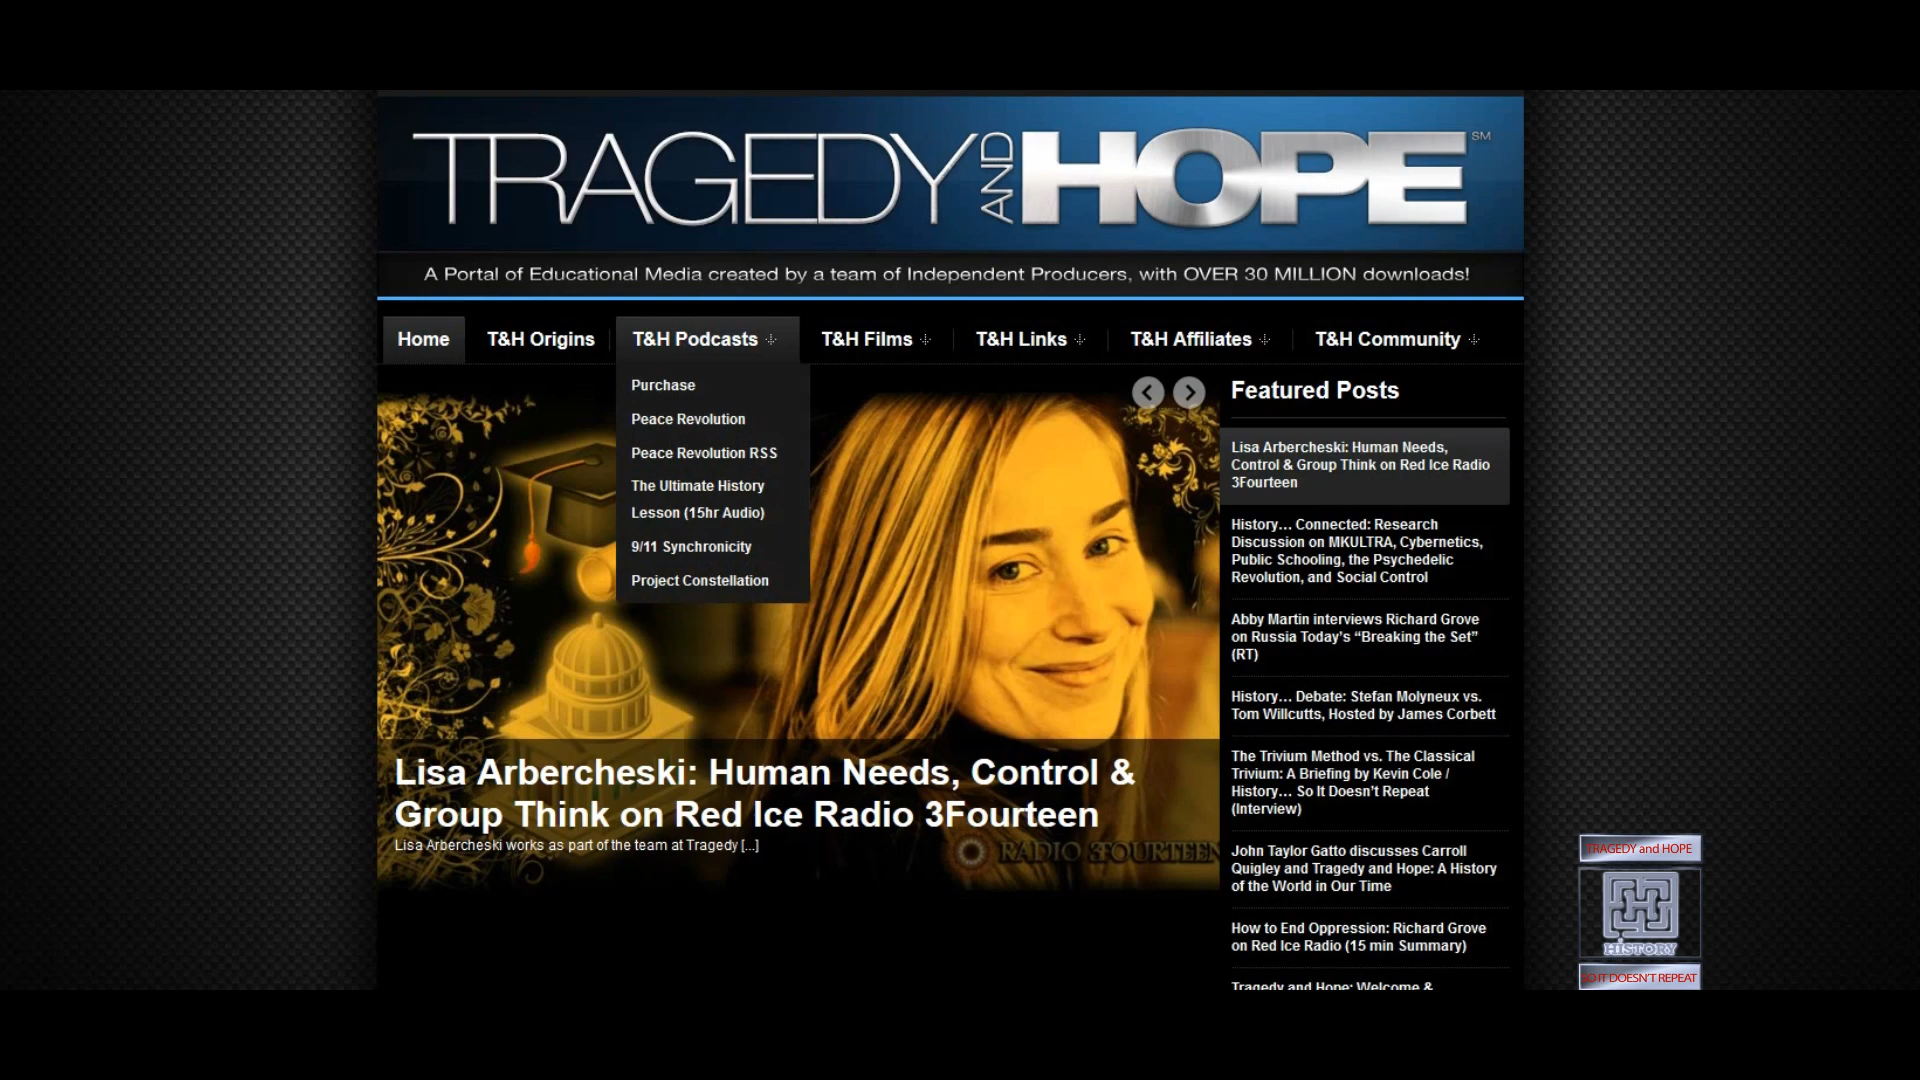 TRAGEDY AND HOPE SM
A Portal of Educational Media created by a team of Independent Producers, with OVER 30 MILLION downloads!
Home
T&H Origins
T&H Podcasts
T&H Films
T&H Links
T&H Affiliates
T&H Community
Purchase
Peace Revolution
Peace Revolution RSS
The Ultimate History
Lesson (15hr Audio)
9/11 Synchronicity
Project Constellation
Lisa Arbercheski: Human Needs, Control &
Group Think on Red Ice Radio 3Fourteen
Lisa Arbercheski works as part of the team at Tragedy [...]
RADIO 3FOURTEEN
Featured Posts
Lisa Arbercheski: Human Needs,
Control & Group Think on Red Ice Radio
3Fourteen
History… Connected: Research
Discussion on MKULTRA, Cybernetics,
Public Schooling, the Psychedelic
Revolution, and Social Control
Abby Martin interviews Richard Grove
on Russia Today’s “Breaking the Set”
(RT)
History… Debate: Stefan Molyneux vs.
Tom Willcutts, Hosted by James Corbett
The Trivium Method vs. The Classical
Trivium: A Briefing by Kevin Cole /
History… So It Doesn’t Repeat
(Interview)
John Taylor Gatto discusses Carroll
Quigley and Tragedy and Hope: A History
of the World in Our Time
How to End Oppression: Richard Grove
on Red Ice Radio (15 min Summary)
Tragedy and Hope: Welcome &
TRAGEDY and HOPE
HISTORY
SO IT DOESN'T REPEAT